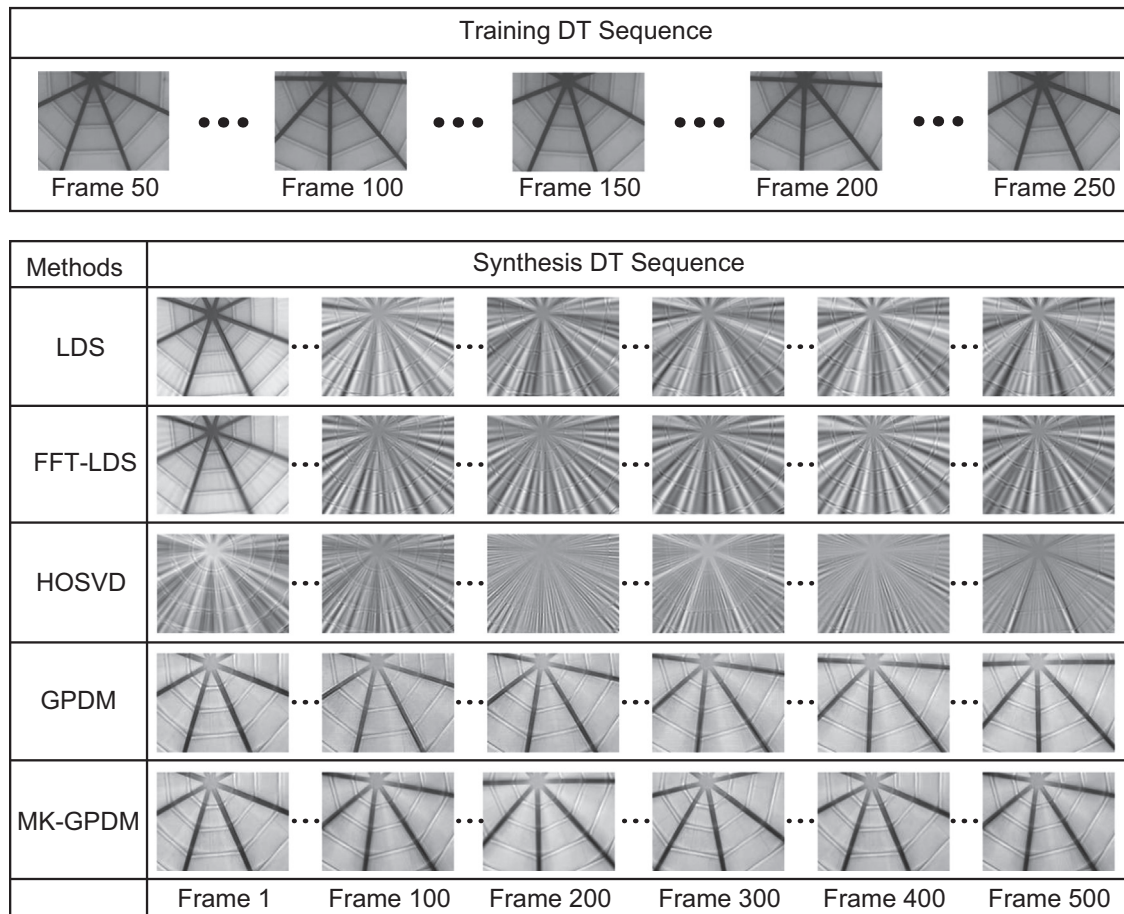 Training DT Sequence
Frame 50 Frame 100 Frame 150 Frame 200 Frame 250
Methods Synthesis DT Sequence
LDS
FFT-LDS
HOSVD
GPDM
MK-GPDM
Frame 1 Frame 100 Frame 200 Frame 300 Frame 400 Frame 500